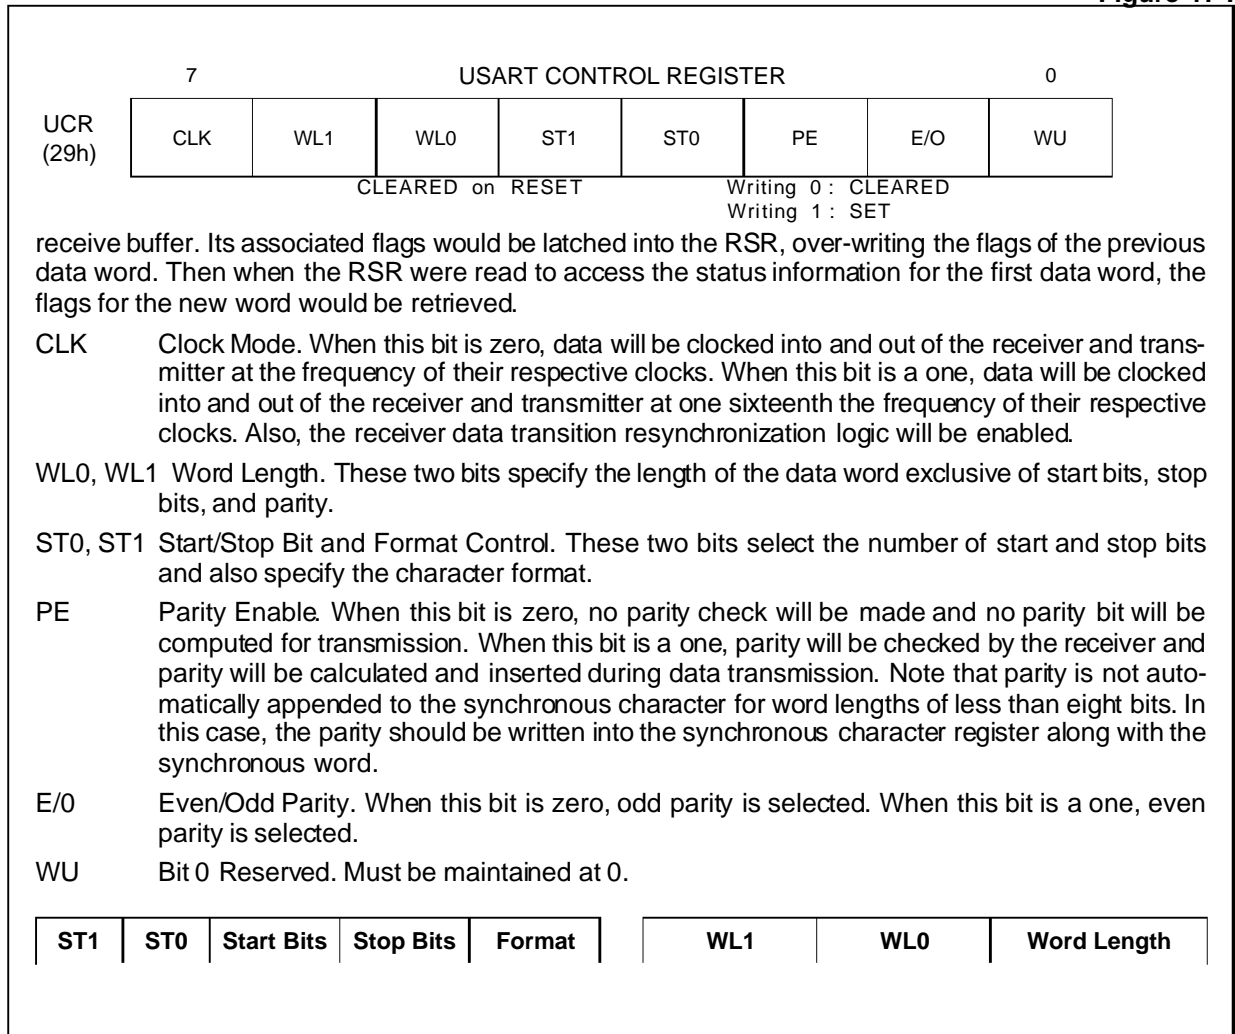 7 USART CONTROL REGISTER 0
UCR
(29h)
CLK WL1 WL0 ST1 ST0 PE E/O WU
CLEARED on RESET Writing 0 : CLEARED
Writing 1 : SET
receive buffer. Its associated flags would be latched into the RSR, over-writing the flags of the previous
data word. Then when the RSR were read to access the status information for the first data word, the
flags for the new word would be retrieved.
CLK Clock Mode. When this bit is zero, data will be clocked into and out of the receiver and trans-
mitter at the frequency of their respective clocks. When this bit is a one, data will be clocked
into and out of the receiver and transmitter at one sixteenth the frequency of their respective
clocks. Also, the receiver data transition resynchronization logic will be enabled.
WL0, WL1 Word Length. These two bits specify the length of the data word exclusive of start bits, stop
bits, and parity.
ST0, ST1 Start/Stop Bit and Format Control. These two bits select the number of start and stop bits
and also specify the character format.
PE Parity Enable. When this bit is zero, no parity check will be made and no parity bit will be
computed for transmission. When this bit is a one, parity will be checked by the receiver and
parity will be calculated and inserted during data transmission. Note that parity is not auto-
matically appended to the synchronous character for word lengths of less than eight bits. In
this case, the parity should be written into the synchronous character register along with the
synchronous word.
E/0 Even/Odd Parity. When this bit is zero, odd parity is selected. When this bit is a one, even
parity is selected.
WU Bit 0 Reserved. Must be maintained at 0.
ST1 ST0 Start Bits Stop Bits Format WL1 WL0 Word Length